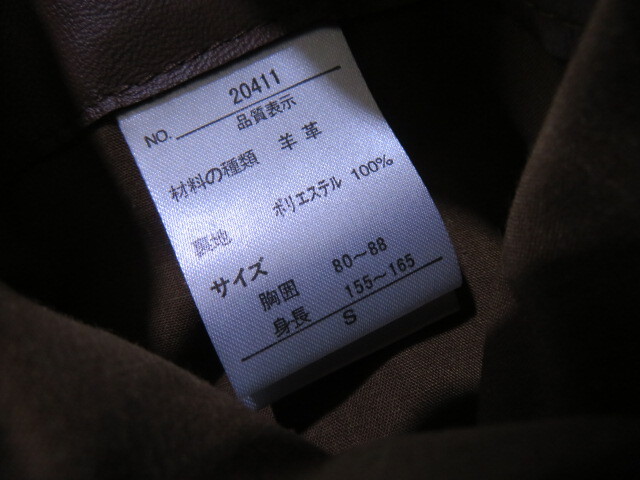 NO. 20411
品質表示
材料の種類 羊革
裏地 ポリエステル 100%
サイズ
胸囲 80～88
身長 155～165
S